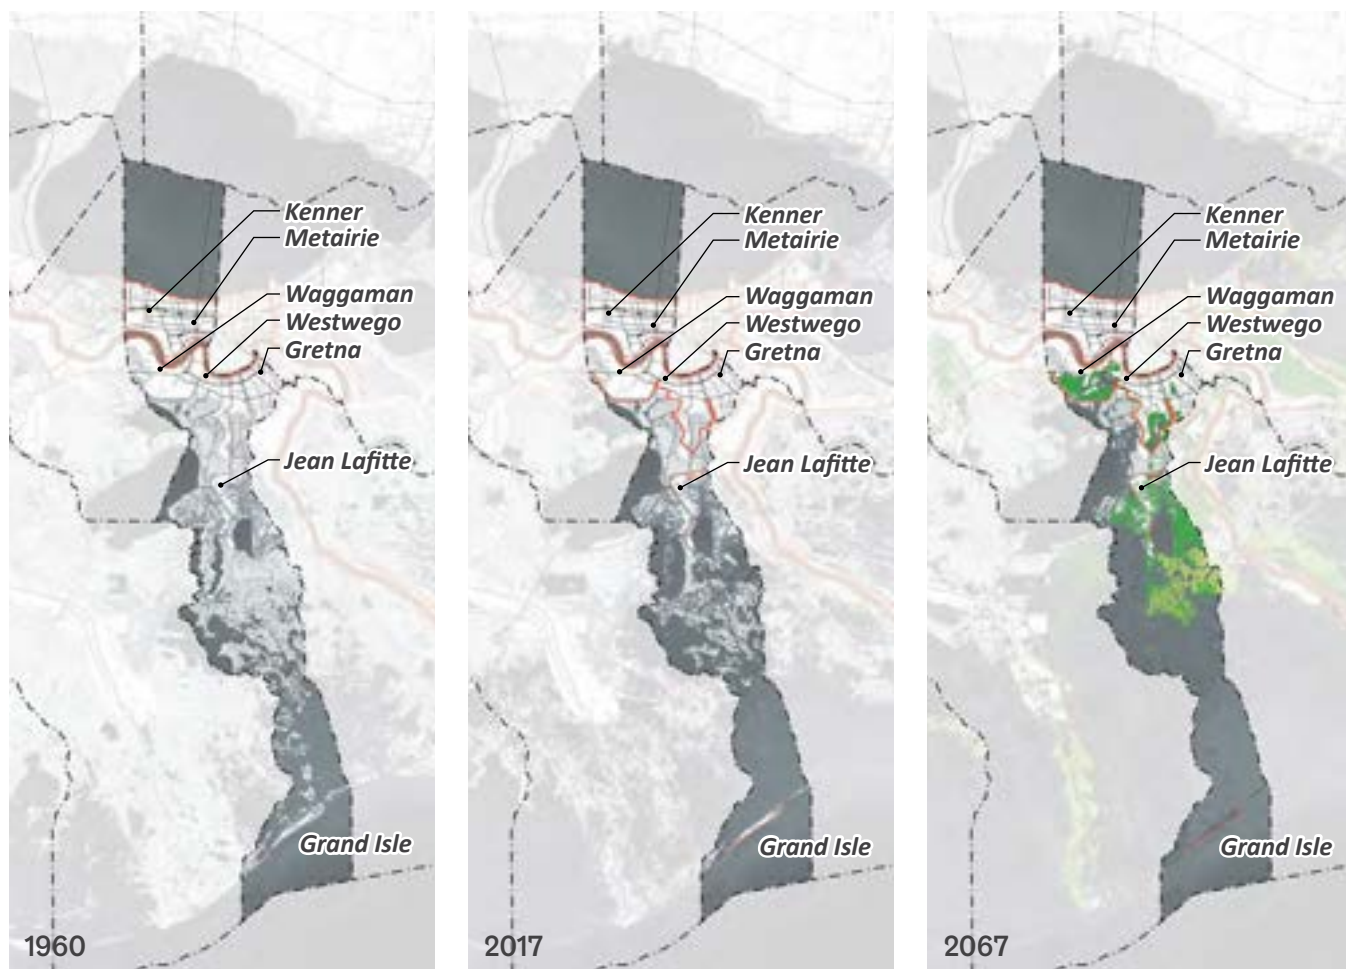 Kenner
Metairie
Waggaman
Westwego
Gretna
Jean Lafitte
Grand Isle
1960
Kenner
Metairie
Waggaman
Westwego
Gretna
Jean Lafitte
Grand Isle
2017
Kenner
Metairie
Waggaman
Westwego
Gretna
Jean Lafitte
Grand Isle
2067